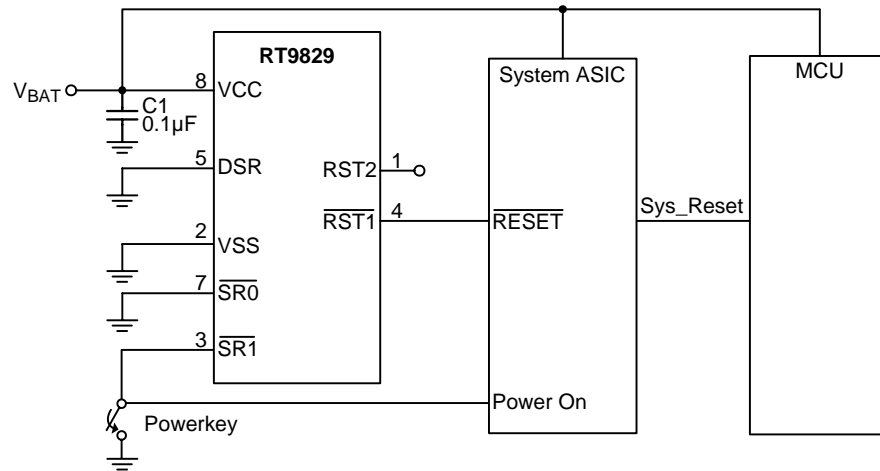 RT9829
System ASIC
MCU
V_BAT
8
VCC
C1
0.1µF
5
DSR
RST2
1
RST1
4
RESET
Sys_Reset
2
VSS
7
SR0
3
SR1
Power On
Powerkey